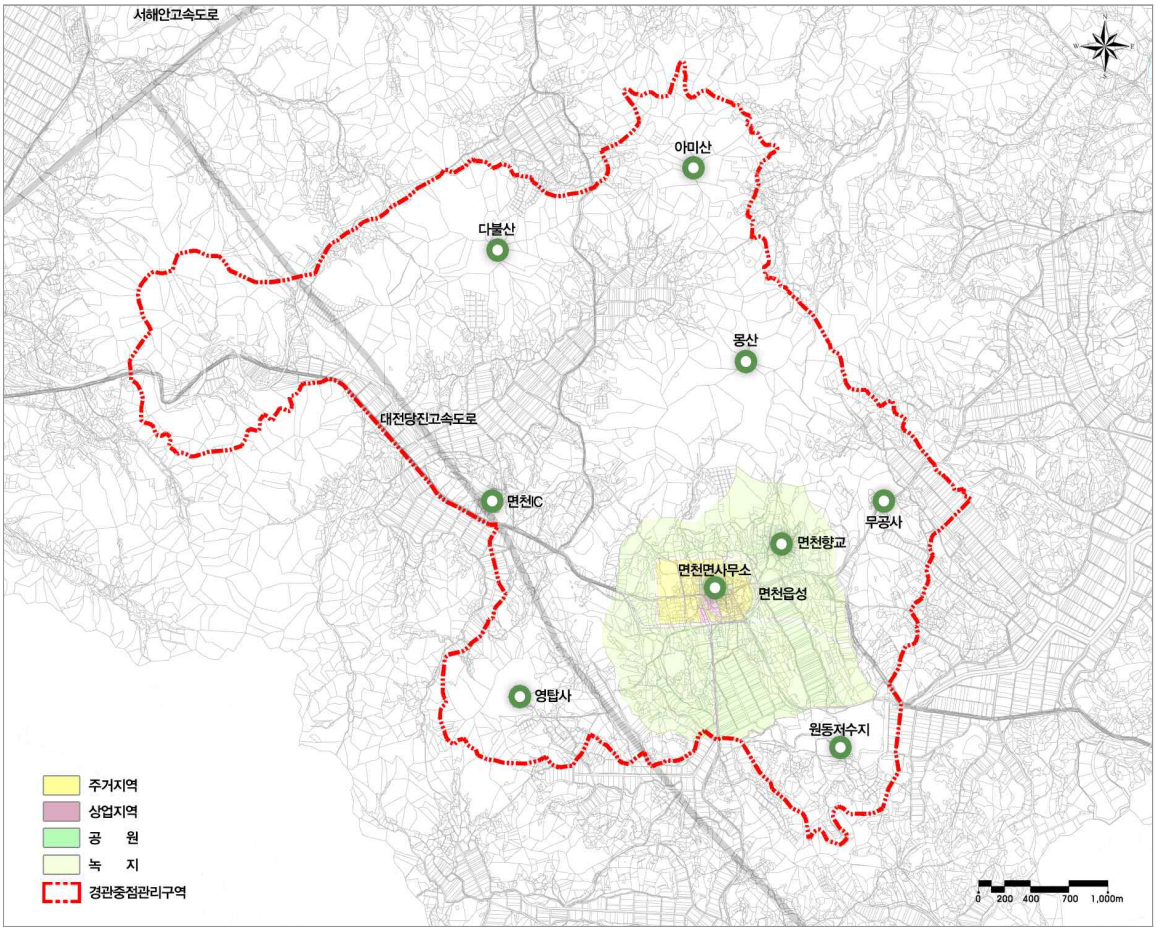 서해안고속도로
N
W
E
S
아미산
다불산
몽산
대전당진고속도로
면천IC
무공사
면천향교
면천면사무소
면천읍성
영탑사
원동저수지
주거지역
상업지역
공 원
녹 지
경관중점관리구역
0 200 400 700 1,000m